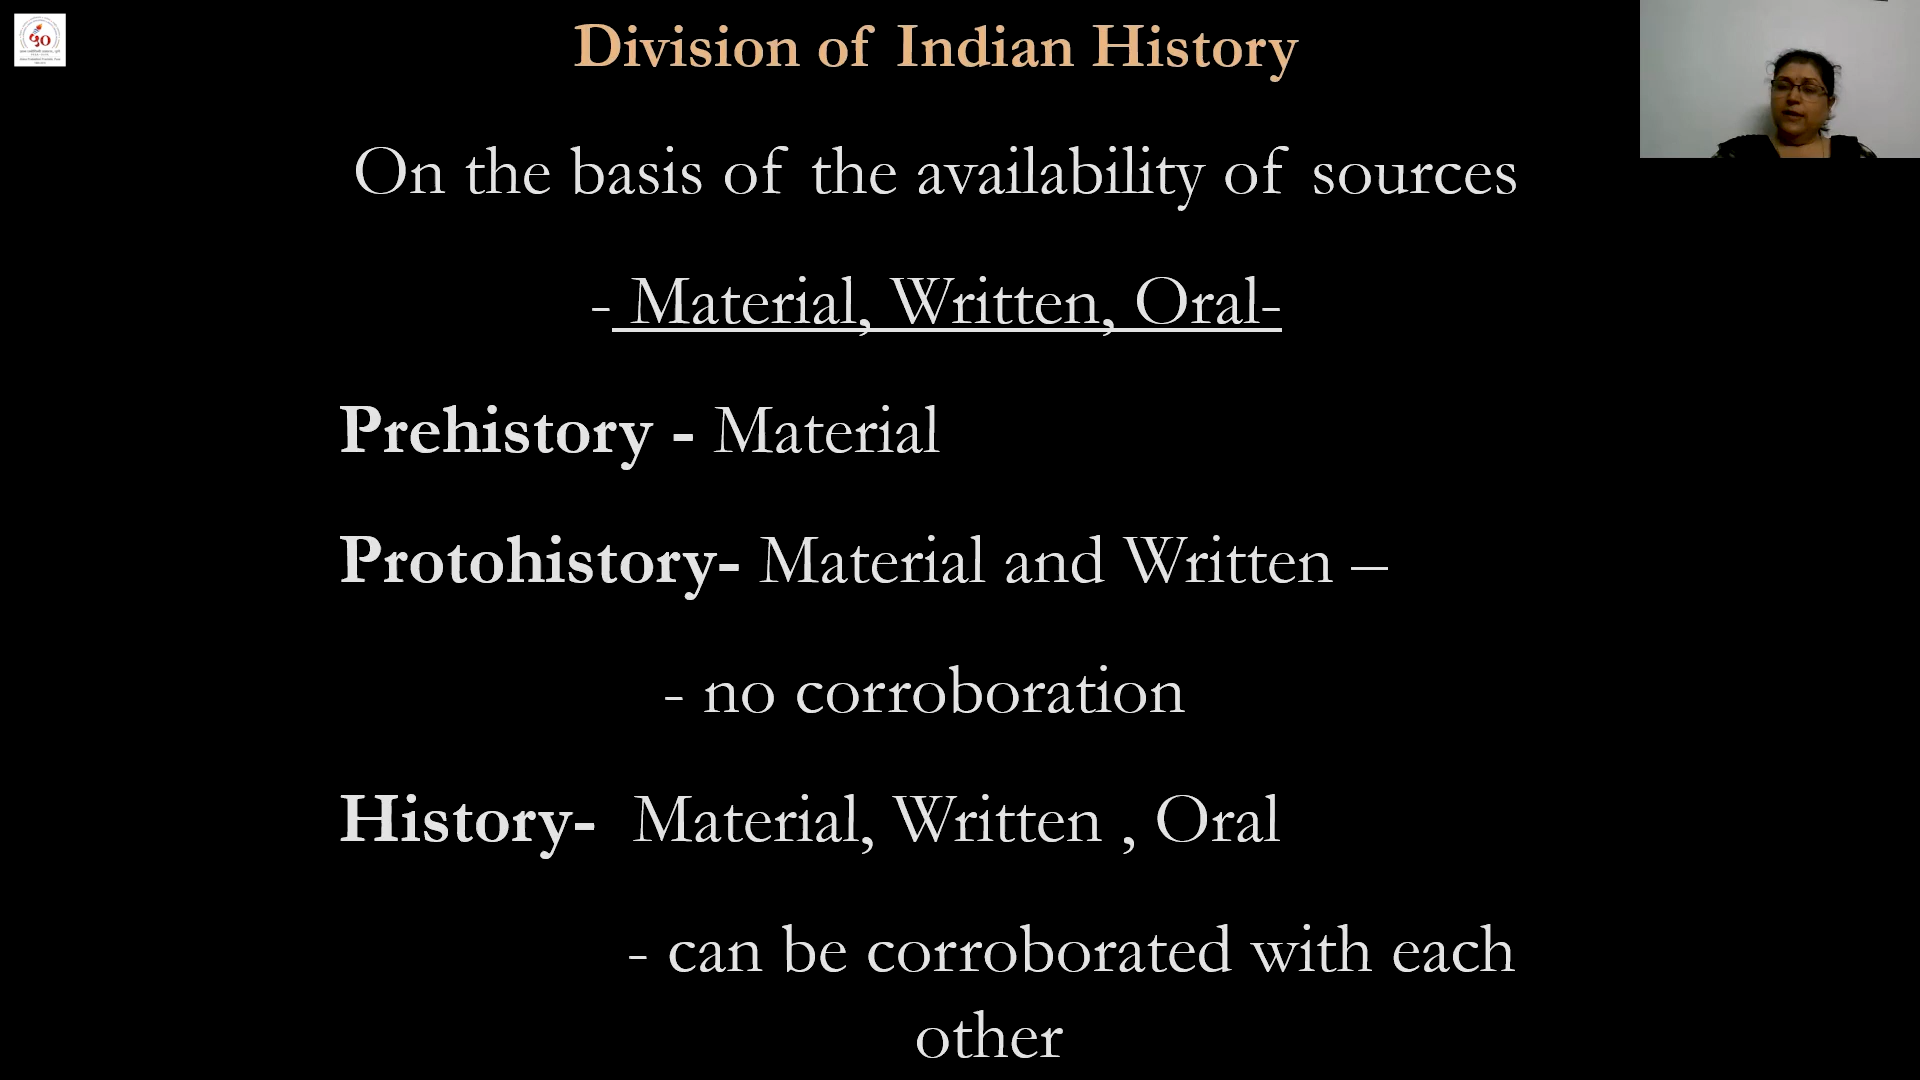 Division of Indian History
On the basis of the availability of sources
- Material, Written, Oral-
Prehistory - Material
Protohistory- Material and Written –
- no corroboration
History- Material, Written , Oral
- can be corroborated with each
other